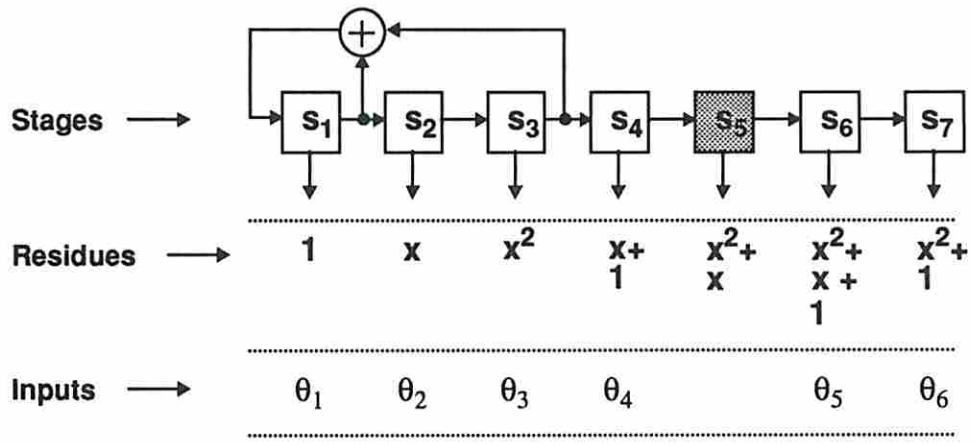 +
Stages S₁ S₂ S₃ S₄ S₅ S₆ S₇
Residues 1 x x² x+ x²+ x²+ x²+
1 x x + 1
1
Inputs θ₁ θ₂ θ₃ θ₄ θ₅ θ₆